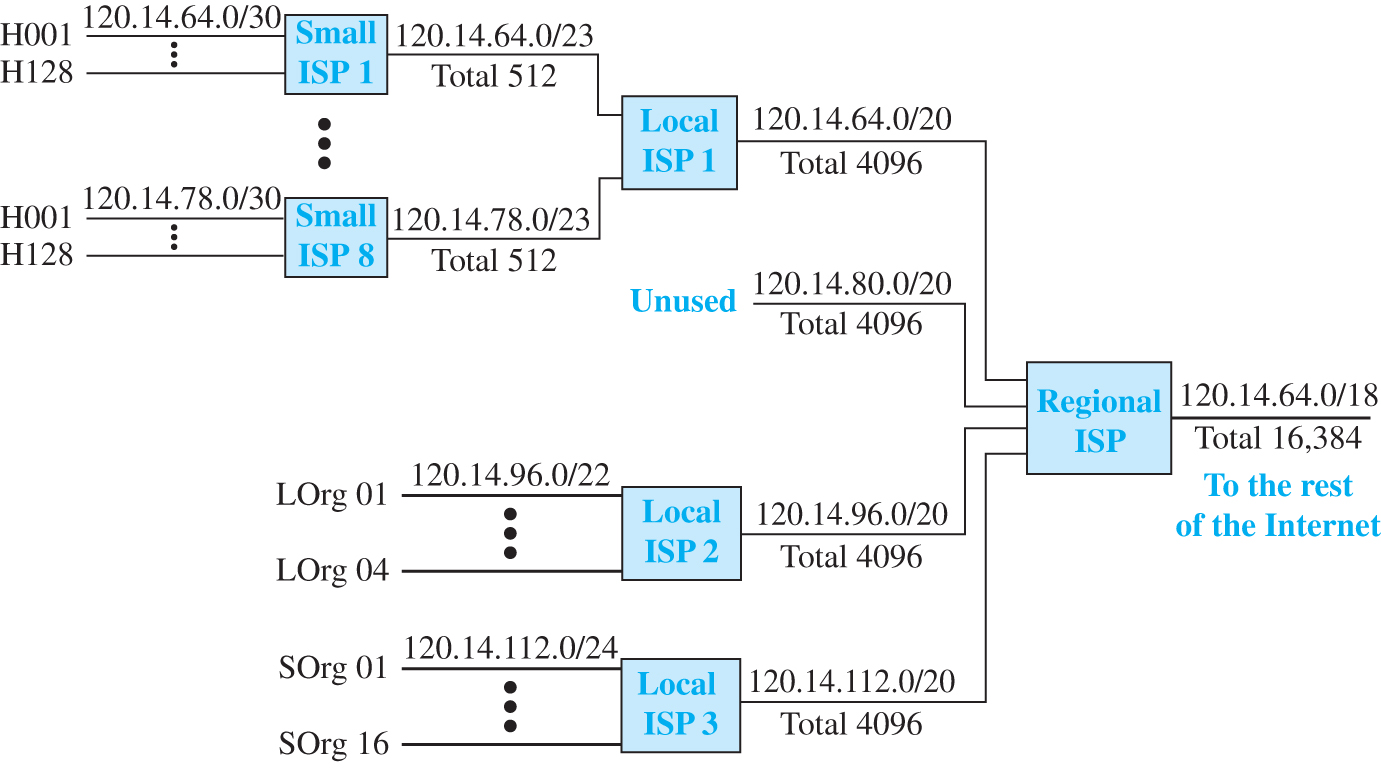 H001
120.14.64.0/30
H128
Small
ISP 1
120.14.64.0/23
Total 512
H001
120.14.78.0/30
H128
Small
ISP 8
120.14.78.0/23
Total 512
Local
ISP 1
120.14.64.0/20
Total 4096
Unused
120.14.80.0/20
Total 4096
LOrg 01
120.14.96.0/22
LOrg 04
Local
ISP 2
120.14.96.0/20
Total 4096
SOrg 01
120.14.112.0/24
SOrg 16
Local
ISP 3
120.14.112.0/20
Total 4096
Regional
ISP
120.14.64.0/18
Total 16,384
To the rest
of the Internet